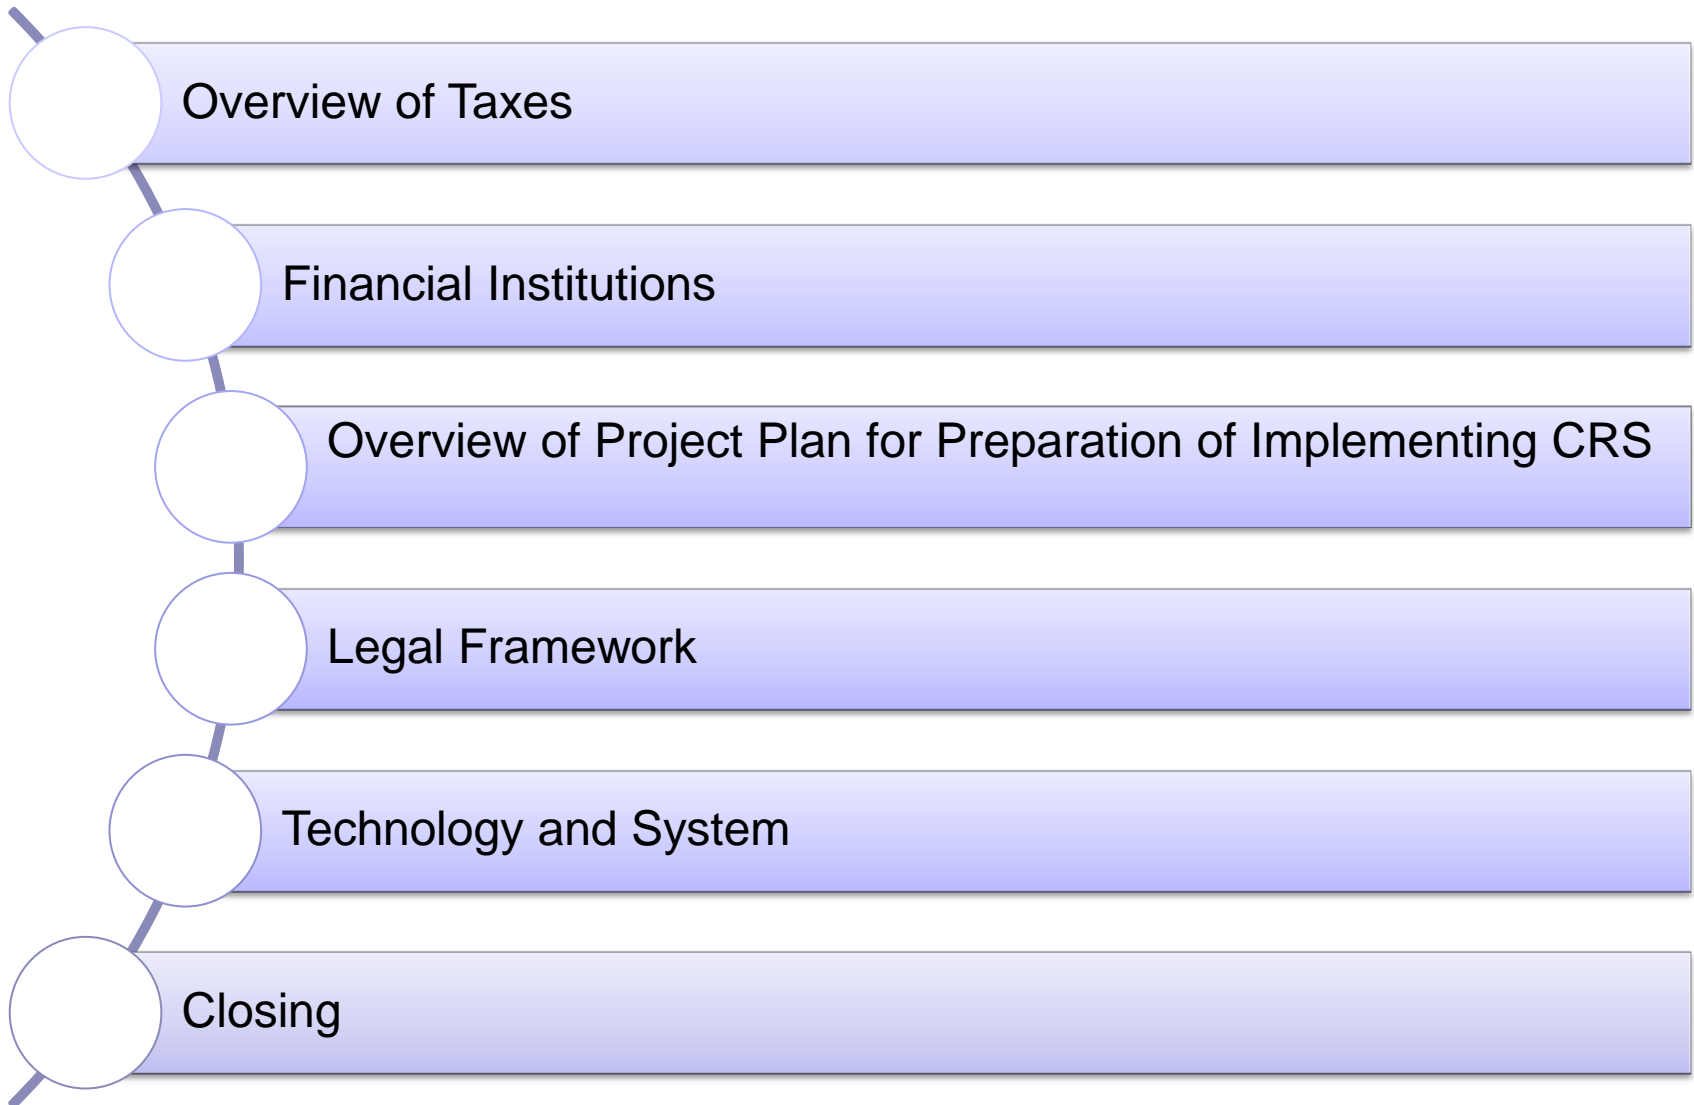 Overview of Taxes
Financial Institutions
Overview of Project Plan for Preparation of Implementing CRS
Legal Framework
Technology and System
Closing